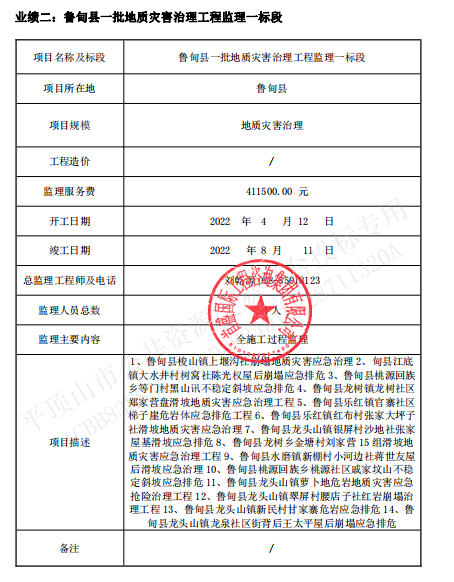 业绩二：鲁甸县一批地质灾害治理工程监理一标段
项目名称及标段 鲁甸县一批地质灾害治理工程监理一标段
项目所在地 鲁甸县
项目规模 地质灾害治理
工程造价 /
监理服务费 411500.00 元
开工日期 2022 年 4 月 12 日
竣工日期 2022 年 8 月 11 日
总监理工程师及电话
监理人员总数 人
监理主要内容 全施工过程监理
1、鲁甸县梭山镇上堰沟社崩塌地质灾害应急治理 2、甸县江底
镇大水井村树窝社陈光权屋后崩塌应急排危 3、鲁甸县桃源回族
乡等门村黑山讯不稳定斜坡应急排危 4、鲁甸县龙树镇龙树社区
郑家营盘滑坡地质灾害应急治理工程 5、鲁甸县乐红镇官寨社区
梯子崖危岩体应急排危工程 6、鲁甸县乐红镇红布村张家大坪子
社滑坡地质灾害应急治理 7、鲁甸县龙头山镇银屏村沙地社张家
屋基滑坡应急排危 8、鲁甸县龙树乡金塘村刘家营 15 组滑坡地
质灾害应急治理工程 9、鲁甸县水磨镇新棚村小河边社蒋世友屋
后滑坡应急治理 10、鲁甸县桃源回族乡桃源社区戚家坟山不稳
定斜坡应急排危 11、鲁甸县龙头山镇萝卜地危岩地质灾害应急
抢险治理工程 12、鲁甸县龙头山镇翠屏村腰店子社红岩崩塌治
理工程 13、鲁甸县龙头山镇新民村甘家寨危岩应急排危 14、鲁
甸县龙头山镇龙泉社区街背后王太平屋后崩塌应急排危
项目描述
备注 /